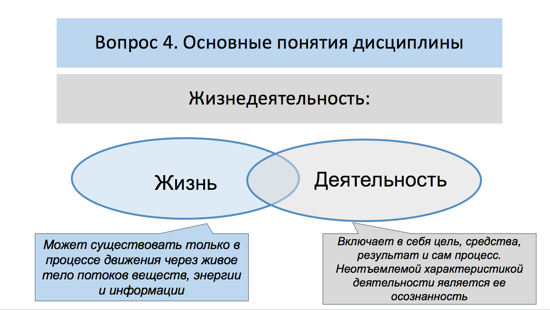 Вопрос 4. Основные понятия дисциплины
Жизнедеятельность:
Жизнь
Деятельность
Может существовать только в
процессе движения через живое
тело потоков веществ, энергии
и информации
Включает в себя цель, средства,
результат и сам процесс.
Неотъемлемой характеристикой
деятельности является ее
осознанность